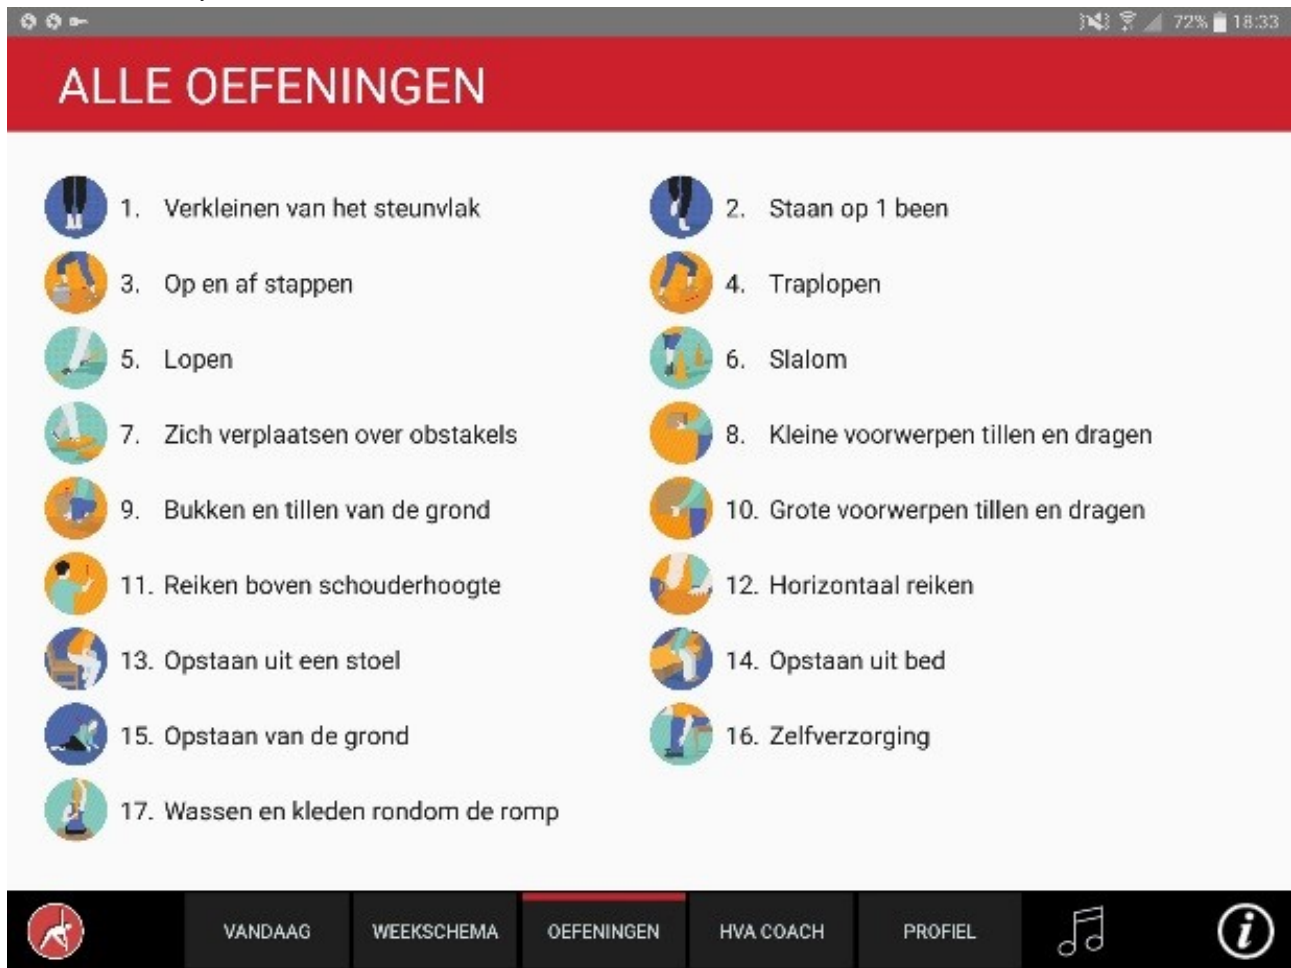 72% 18:33
ALLE OEFENINGEN
1. Verkleinen van het steunvlak
2. Staan op 1 been
3. Op en af stappen
4. Traplopen
5. Lopen
6. Slalom
7. Zich verplaatsen over obstakels
8. Kleine voorwerpen tillen en dragen
9. Bukken en tillen van de grond
10. Grote voorwerpen tillen en dragen
11. Reiken boven schouderhoogte
12. Horizontaal reiken
13. Opstaan uit een stoel
14. Opstaan uit bed
15. Opstaan van de grond
16. Zelfverzorging
17. Wassen en kleden rondom de romp
VANDAAG WEEKSCHEMA OEFENINGEN HVA COACH PROFIEL i